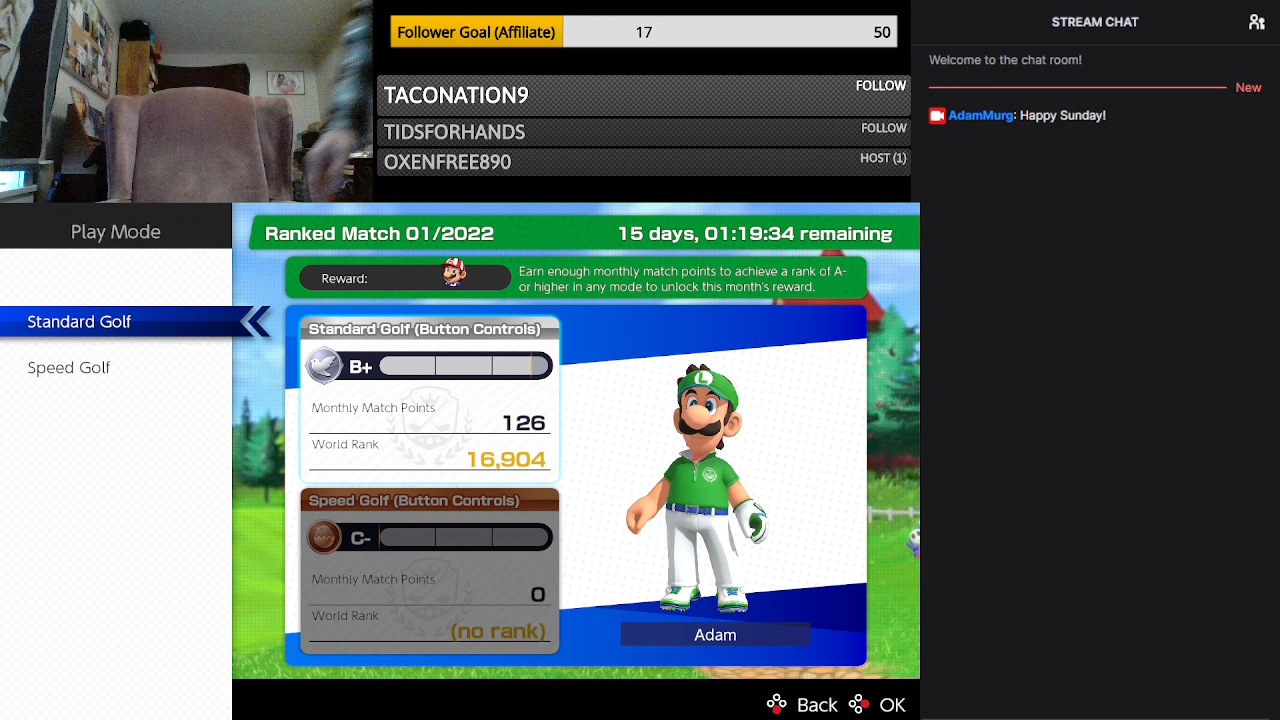 Follower Goal (Affiliate) 17 50
TACONATION9 FOLLOW
TIDSFORHANDS FOLLOW
OXENFREE890 HOST (1)
STREAM CHAT
Welcome to the chat room!
New
AdamMurg: Happy Sunday!
Play Mode
Standard Golf
Speed Golf
Ranked Match 01/2022 15 days, 01:19:34 remaining
Reward:
Earn enough monthly match points to achieve a rank of A-
or higher in any mode to unlock this month's reward.
Standard Golf (Button Controls)
B+
Monthly Match Points
126
World Rank
16,904
Speed Golf (Button Controls)
C-
Monthly Match Points
0
World Rank
(no rank)
L
Adam
Back OK